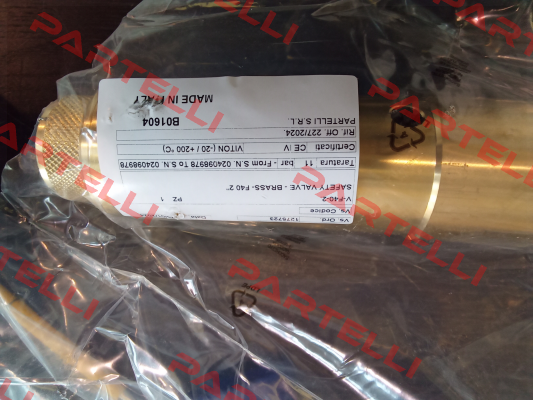 Vs. Ord. 1275723
Vs. Codice
V-F40-2" PZ 1
SAFETY VALVE - BRASS- F40 2"
Taratura 11 bar - From S.N. 024098978 To S.N. 024098978
Certificati CE IV VITON (-20 / +200 °C)
Rif. Off. 227/2024.
PARTELLI S.R.L.
B01604
MADE IN ITALY
PARTELLI
PARTELLI
PARTELLI
PARTELLI
PARTELLI